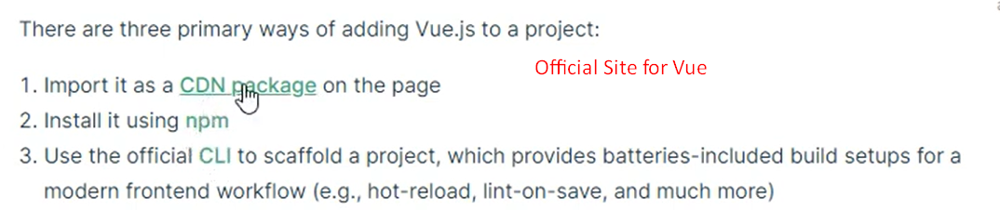 There are three primary ways of adding Vue.js to a project:
Official Site for Vue
1. Import it as a CDN package on the page
2. Install it using npm
3. Use the official CLI to scaffold a project, which provides batteries-included build setups for a
modern frontend workflow (e.g., hot-reload, lint-on-save, and much more)